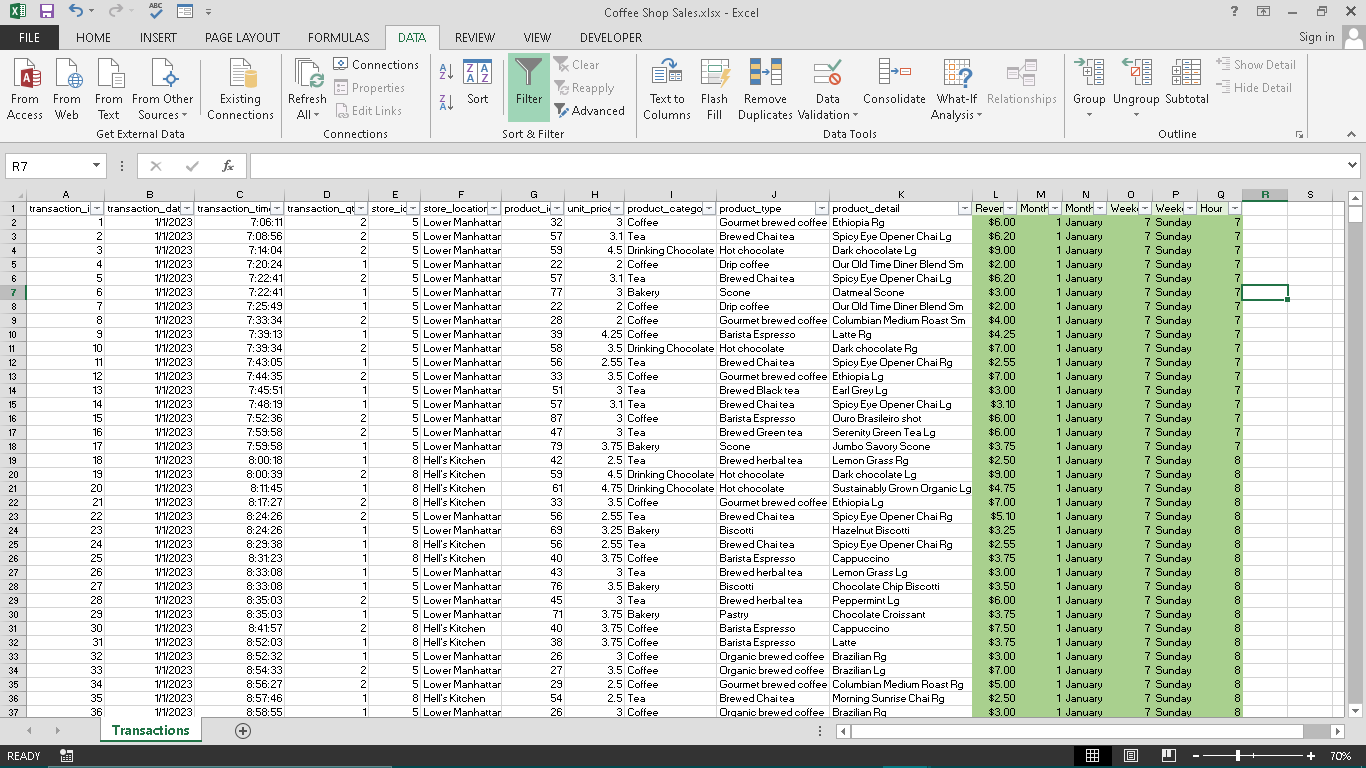 Coffee Shop Sales.xlsx - Excel
FILE HOME INSERT PAGE LAYOUT FORMULAS DATA REVIEW VIEW DEVELOPER Sign in
From Access From Web From Text From Other Sources Existing Connections Refresh All Connections Properties Edit Links Sort Filter Clear Reapply Advanced Text to Columns Flash Fill Remove Duplicates Data Validation Consolidate What-If Analysis Relationships Group Ungroup Subtotal Show Detail Hide Detail
Get External Data Connections Sort & Filter Data Tools Outline
R7
A B C D E F G H I J K L M N O P Q R S
1 transaction_i transaction_dat transaction_tim transaction_qt store_i store_locatior product_i unit_price product_catego product_type product_detail Rever Month Month Week Week Hour
2 1 1/1/2023 7:06:11 2 5 Lower Manhattar 32 3 Coffee Gourmet brewed coffee Ethiopia Rg $6.00 1 January 7 Sunday 7
3 2 1/1/2023 7:08:56 2 5 Lower Manhattar 57 3.1 Tea Brewed Chai tea Spicy Eye Opener Chai Lg $6.20 1 January 7 Sunday 7
4 3 1/1/2023 7:14:04 2 5 Lower Manhattar 59 4.5 Drinking Chocolate Hot chocolate Dark chocolate Lg $9.00 1 January 7 Sunday 7
5 4 1/1/2023 7:20:24 1 5 Lower Manhattar 22 2 Coffee Drip coffee Our Old Time Diner Blend Sm $2.00 1 January 7 Sunday 7
6 5 1/1/2023 7:22:41 2 5 Lower Manhattar 57 3.1 Tea Brewed Chai tea Spicy Eye Opener Chai Lg $6.20 1 January 7 Sunday 7
7 6 1/1/2023 7:22:41 1 5 Lower Manhattar 77 3 Bakery Scone Oatmeal Scone $3.00 1 January 7 Sunday 7
8 7 1/1/2023 7:25:49 1 5 Lower Manhattar 22 2 Coffee Drip coffee Our Old Time Diner Blend Sm $2.00 1 January 7 Sunday 7
9 8 1/1/2023 7:33:34 2 5 Lower Manhattar 28 2 Coffee Gourmet brewed coffee Columbian Medium Roast Sm $4.00 1 January 7 Sunday 7
10 9 1/1/2023 7:39:13 1 5 Lower Manhattar 39 4.25 Coffee Barista Espresso Latte Rg $4.25 1 January 7 Sunday 7
11 10 1/1/2023 7:39:34 2 5 Lower Manhattar 58 3.5 Drinking Chocolate Hot chocolate Dark chocolate Rg $7.00 1 January 7 Sunday 7
12 11 1/1/2023 7:43:05 1 5 Lower Manhattar 56 2.55 Tea Brewed Chai tea Spicy Eye Opener Chai Rg $2.55 1 January 7 Sunday 7
13 12 1/1/2023 7:44:35 2 5 Lower Manhattar 33 3.5 Coffee Gourmet brewed coffee Ethiopia Lg $7.00 1 January 7 Sunday 7
14 13 1/1/2023 7:45:51 1 5 Lower Manhattar 51 3 Tea Brewed Black tea Earl Grey Lg $3.00 1 January 7 Sunday 7
15 14 1/1/2023 7:48:19 1 5 Lower Manhattar 57 3.1 Tea Brewed Chai tea Spicy Eye Opener Chai Lg $3.10 1 January 7 Sunday 7
16 15 1/1/2023 7:52:36 2 5 Lower Manhattar 87 3 Coffee Barista Espresso Ouro Brasileiro shot $6.00 1 January 7 Sunday 7
17 16 1/1/2023 7:59:58 2 5 Lower Manhattar 47 3 Tea Brewed Green tea Serenity Green Tea Lg $6.00 1 January 7 Sunday 7
18 17 1/1/2023 7:59:58 1 5 Lower Manhattar 79 3.75 Bakery Scone Jumbo Savory Scone $3.75 1 January 7 Sunday 7
19 18 1/1/2023 8:00:18 1 8 Hell's Kitchen 42 2.5 Tea Brewed herbal tea Lemon Grass Rg $2.50 1 January 7 Sunday 8
20 19 1/1/2023 8:00:39 2 8 Hell's Kitchen 59 4.5 Drinking Chocolate Hot chocolate Dark chocolate Lg $9.00 1 January 7 Sunday 8
21 20 1/1/2023 8:11:45 1 8 Hell's Kitchen 61 4.75 Drinking Chocolate Hot chocolate Sustainably Grown Organic Lg $4.75 1 January 7 Sunday 8
22 21 1/1/2023 8:17:27 2 8 Hell's Kitchen 33 3.5 Coffee Gourmet brewed coffee Ethiopia Lg $7.00 1 January 7 Sunday 8
23 22 1/1/2023 8:24:26 2 5 Lower Manhattar 56 2.55 Tea Brewed Chai tea Spicy Eye Opener Chai Rg $5.10 1 January 7 Sunday 8
24 23 1/1/2023 8:24:26 1 5 Lower Manhattar 69 3.25 Bakery Biscotti Hazelnut Biscotti $3.25 1 January 7 Sunday 8
25 24 1/1/2023 8:29:38 1 8 Hell's Kitchen 56 2.55 Tea Brewed Chai tea Spicy Eye Opener Chai Rg $2.55 1 January 7 Sunday 8
26 25 1/1/2023 8:31:23 1 8 Hell's Kitchen 40 3.75 Coffee Barista Espresso Cappuccino $3.75 1 January 7 Sunday 8
27 26 1/1/2023 8:33:08 1 5 Lower Manhattar 43 3 Tea Brewed herbal tea Lemon Grass Lg $3.00 1 January 7 Sunday 8
28 27 1/1/2023 8:33:08 1 5 Lower Manhattar 76 3.5 Bakery Biscotti Chocolate Chip Biscotti $3.50 1 January 7 Sunday 8
29 28 1/1/2023 8:35:03 2 5 Lower Manhattar 45 3 Tea Brewed herbal tea Peppermint Lg $6.00 1 January 7 Sunday 8
30 29 1/1/2023 8:35:03 1 5 Lower Manhattar 71 3.75 Bakery Pastry Chocolate Croissant $3.75 1 January 7 Sunday 8
31 30 1/1/2023 8:41:57 2 8 Hell's Kitchen 40 3.75 Coffee Barista Espresso Cappuccino $7.50 1 January 7 Sunday 8
32 31 1/1/2023 8:52:03 1 8 Hell's Kitchen 38 3.75 Coffee Barista Espresso Latte $3.75 1 January 7 Sunday 8
33 32 1/1/2023 8:52:32 1 5 Lower Manhattar 26 3 Coffee Organic brewed coffee Brazilian Rg $3.00 1 January 7 Sunday 8
34 33 1/1/2023 8:54:33 2 5 Lower Manhattar 27 3.5 Coffee Organic brewed coffee Brazilian Lg $7.00 1 January 7 Sunday 8
35 34 1/1/2023 8:56:27 2 5 Lower Manhattar 29 2.5 Coffee Gourmet brewed coffee Columbian Medium Roast Rg $5.00 1 January 7 Sunday 8
36 35 1/1/2023 8:57:46 1 8 Hell's Kitchen 54 2.5 Tea Brewed Chai tea Morning Sunrise Chai Rg $2.50 1 January 7 Sunday 8
37 36 1/1/2023 8:58:55 1 5 Lower Manhattar 26 3 Coffee Organic brewed coffee Brazilian Rg $3.00 1 January 7 Sunday 8
Transactions
READY 70%